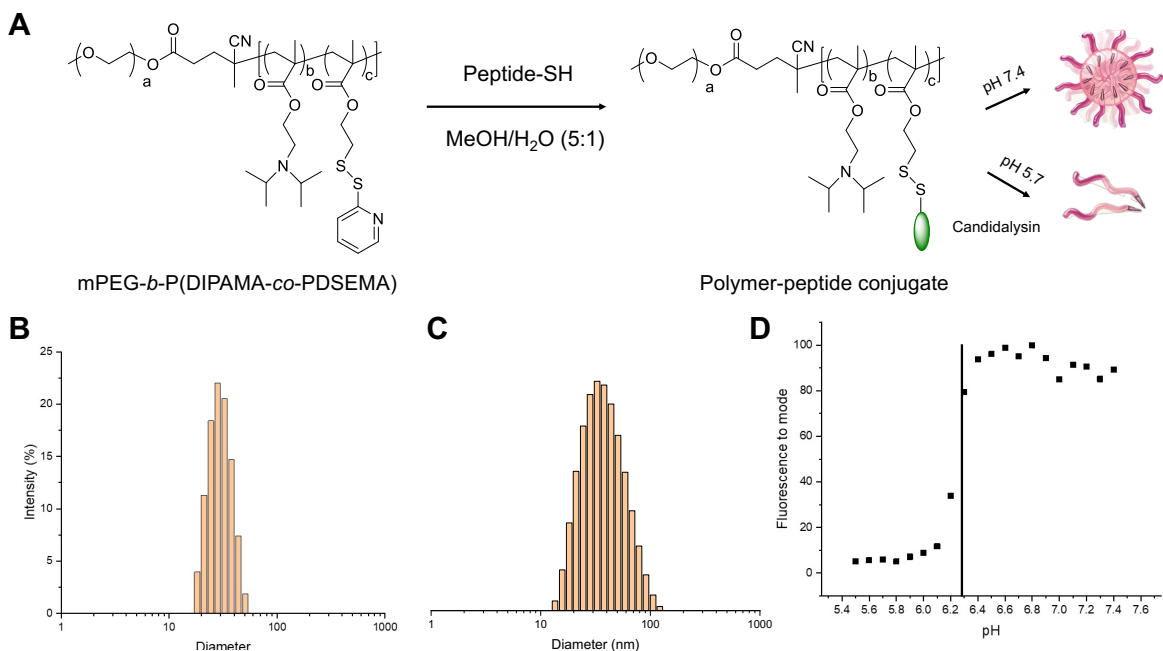 A
O
O
a
O
CN
b
c
O
O
O
O
N
S
S
N
mPEG-b-P(DIPAMA-co-PDSEMA)
Peptide-SH
MeOH/H₂O (5:1)
O
O
a
O
CN
b
c
O
O
O
O
N
S
S
Polymer-peptide conjugate
pH 7.4
pH 5.7
Candidalysin
B
Intensity (%)
25
20
15
10
5
0
1 10 100 1000
Diameter
C
1 10 100 1000
Diameter (nm)
D
Fluorescence to mode
100
80
60
40
20
0
5.4 5.6 5.8 6.0 6.2 6.4 6.6 6.8 7.0 7.2 7.4 7.6
pH